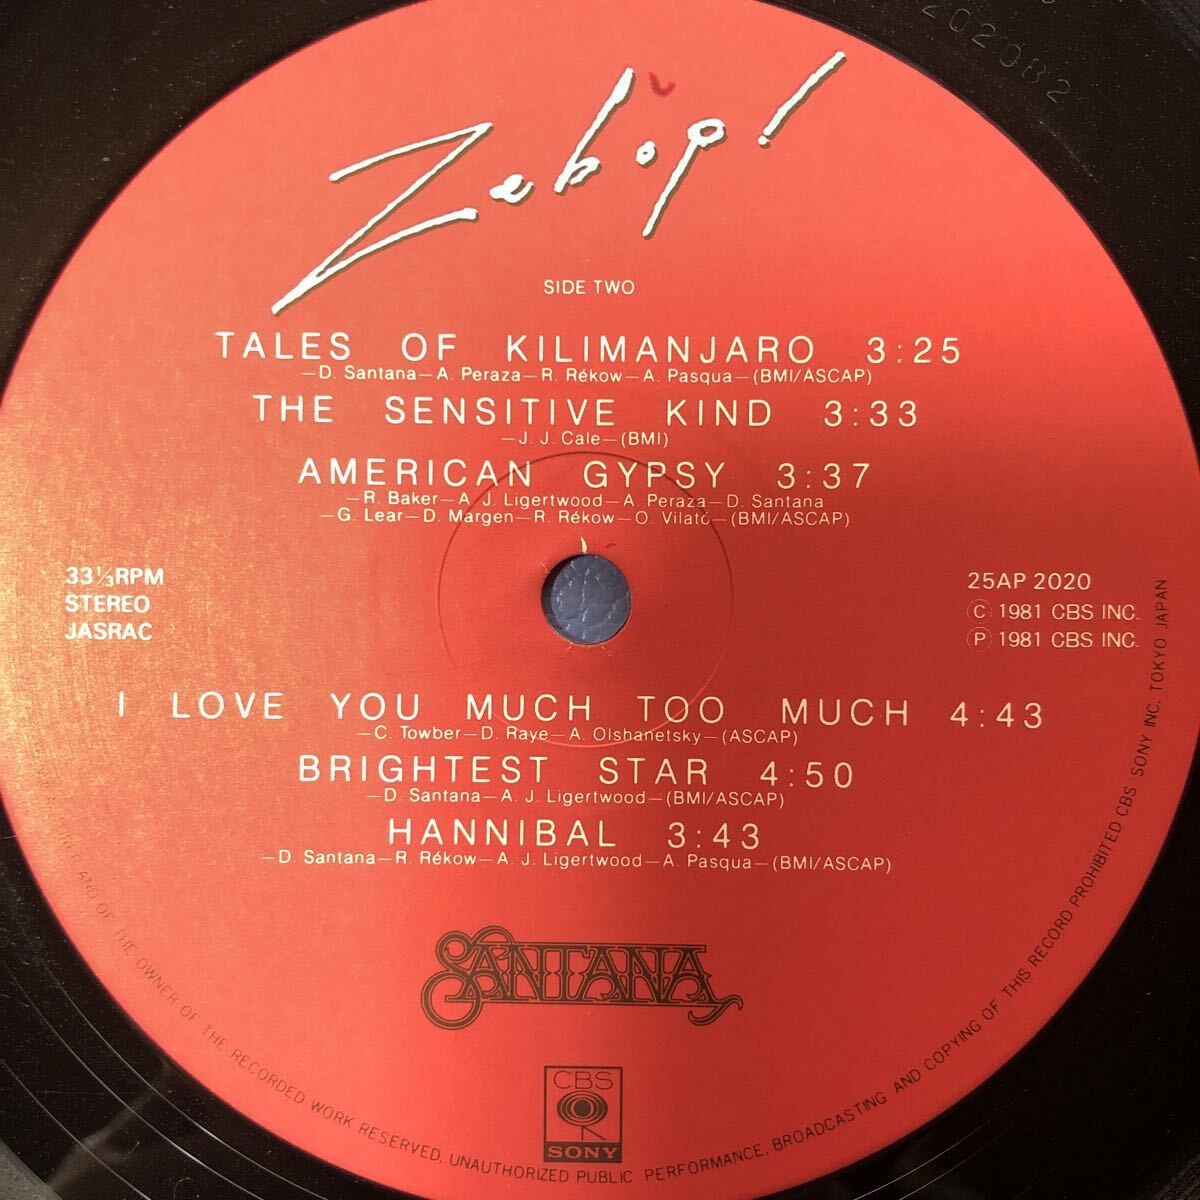 Zebop!
SIDE TWO
TALES OF KILIMANJARO 3:25
—D. Santana—A. Peraza—R. Rékow—A. Pasqua—(BMI/ASCAP)
THE SENSITIVE KIND 3:33
—J. J. Cale—(BMI)
AMERICAN GYPSY 3:37
—R. Baker—A. J. Ligertwood—A. Peraza—D. Santana
—G. Lear—D. Margen—R. Rékow—O. Vilató—(BMI/ASCAP)
33⅓RPM
STEREO
JASRAC
25AP 2020
Ⓒ 1981 CBS INC.
Ⓟ 1981 CBS INC.
I LOVE YOU MUCH TOO MUCH 4:43
—C. Towber—D. Raye—A. Olshanetsky—(ASCAP)
BRIGHTEST STAR 4:50
—D. Santana—A. J. Ligertwood—(BMI/ASCAP)
HANNIBAL 3:43
—D. Santana—R. Rékow—A. J. Ligertwood—A. Pasqua—(BMI/ASCAP)
SANTANA
CBS
SONY
AND OF THE OWNER OF THE RECORDED WORK RESERVED. UNAUTHORIZED PUBLIC PERFORMANCE, BROADCASTING AND COPYING OF THIS RECORD PROHIBITED CBS SONY INC. TOKYO JAPAN
2020B2